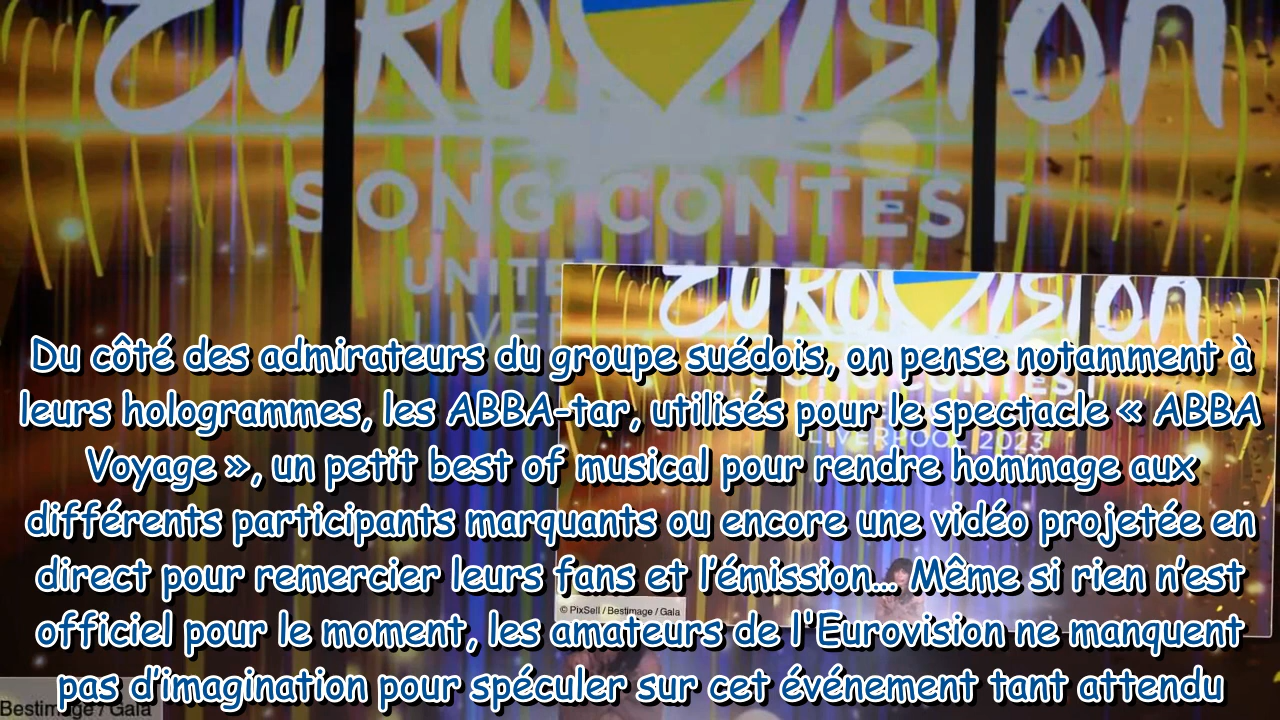 EUROVISION
SONG CONTEST
UNITED KINGDOM
LIVERPOOL
EUROVISION
SONG CONTEST
LIVERPOOL 2023
Du côté des admirateurs du groupe suédois, on pense notamment à
leurs hologrammes, les ABBA-tar, utilisés pour le spectacle « ABBA
Voyage », un petit best of musical pour rendre hommage aux
différents participants marquants ou encore une vidéo projetée en
direct pour remercier leurs fans et l’émission... Même si rien n’est
© PixSell / Bestimage / Gala
officiel pour le moment, les amateurs de l'Eurovision ne manquent
pas d’imagination pour spéculer sur cet événement tant attendu
Bestimage / Gala